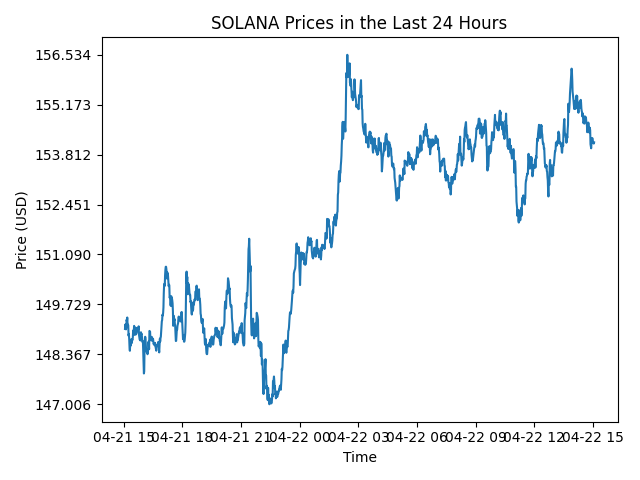 SOLANA Prices in the Last 24 Hours
156.534
155.173
153.812
152.451
151.090
149.729
148.367
147.006
Price (USD)
04-21 15 04-21 18 04-21 21 04-22 00 04-22 03 04-22 06 04-22 09 04-22 12 04-22 15
Time